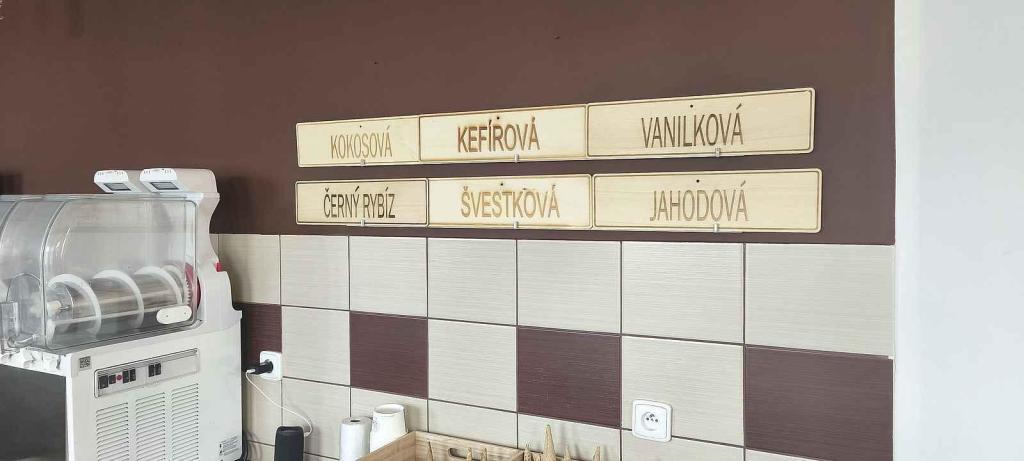 KOKOSOVÁ
KEFÍROVÁ
VANILKOVÁ
ČERNÝ RYBÍZ
ŠVESTKOVÁ
JAHODOVÁ